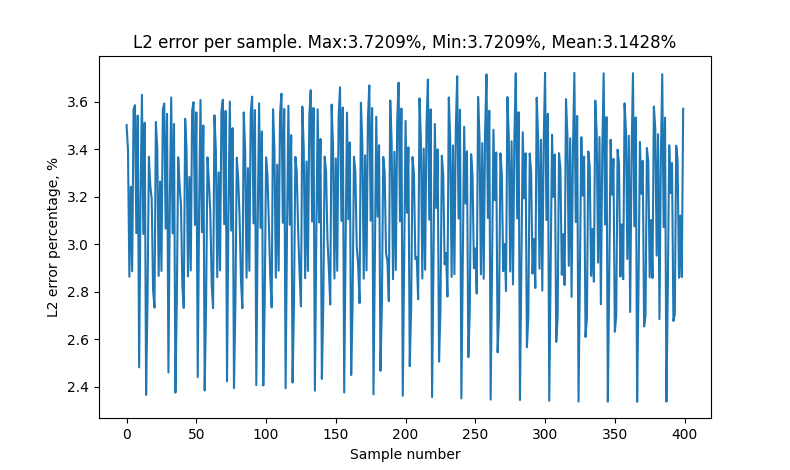 L2 error per sample. Max:3.7209%, Min:3.7209%, Mean:3.1428%
L2 error percentage, %
3.6
3.4
3.2
3.0
2.8
2.6
2.4
0 50 100 150 200 250 300 350 400
Sample number